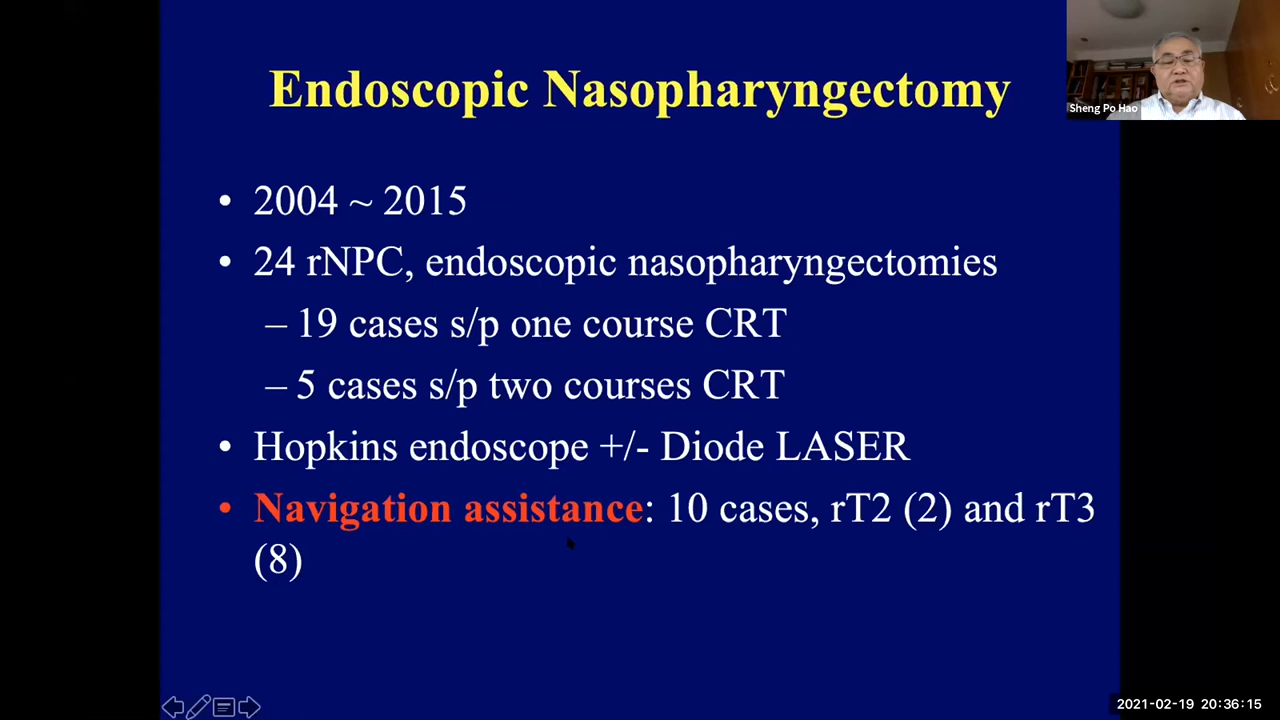 Endoscopic Nasopharyngectomy
Sheng Po Hao
• 2004 ~ 2015
• 24 rNPC, endoscopic nasopharyngectomies
– 19 cases s/p one course CRT
– 5 cases s/p two courses CRT
• Hopkins endoscope +/- Diode LASER
• Navigation assistance: 10 cases, rT2 (2) and rT3
(8)
2021-02-19 20:36:15